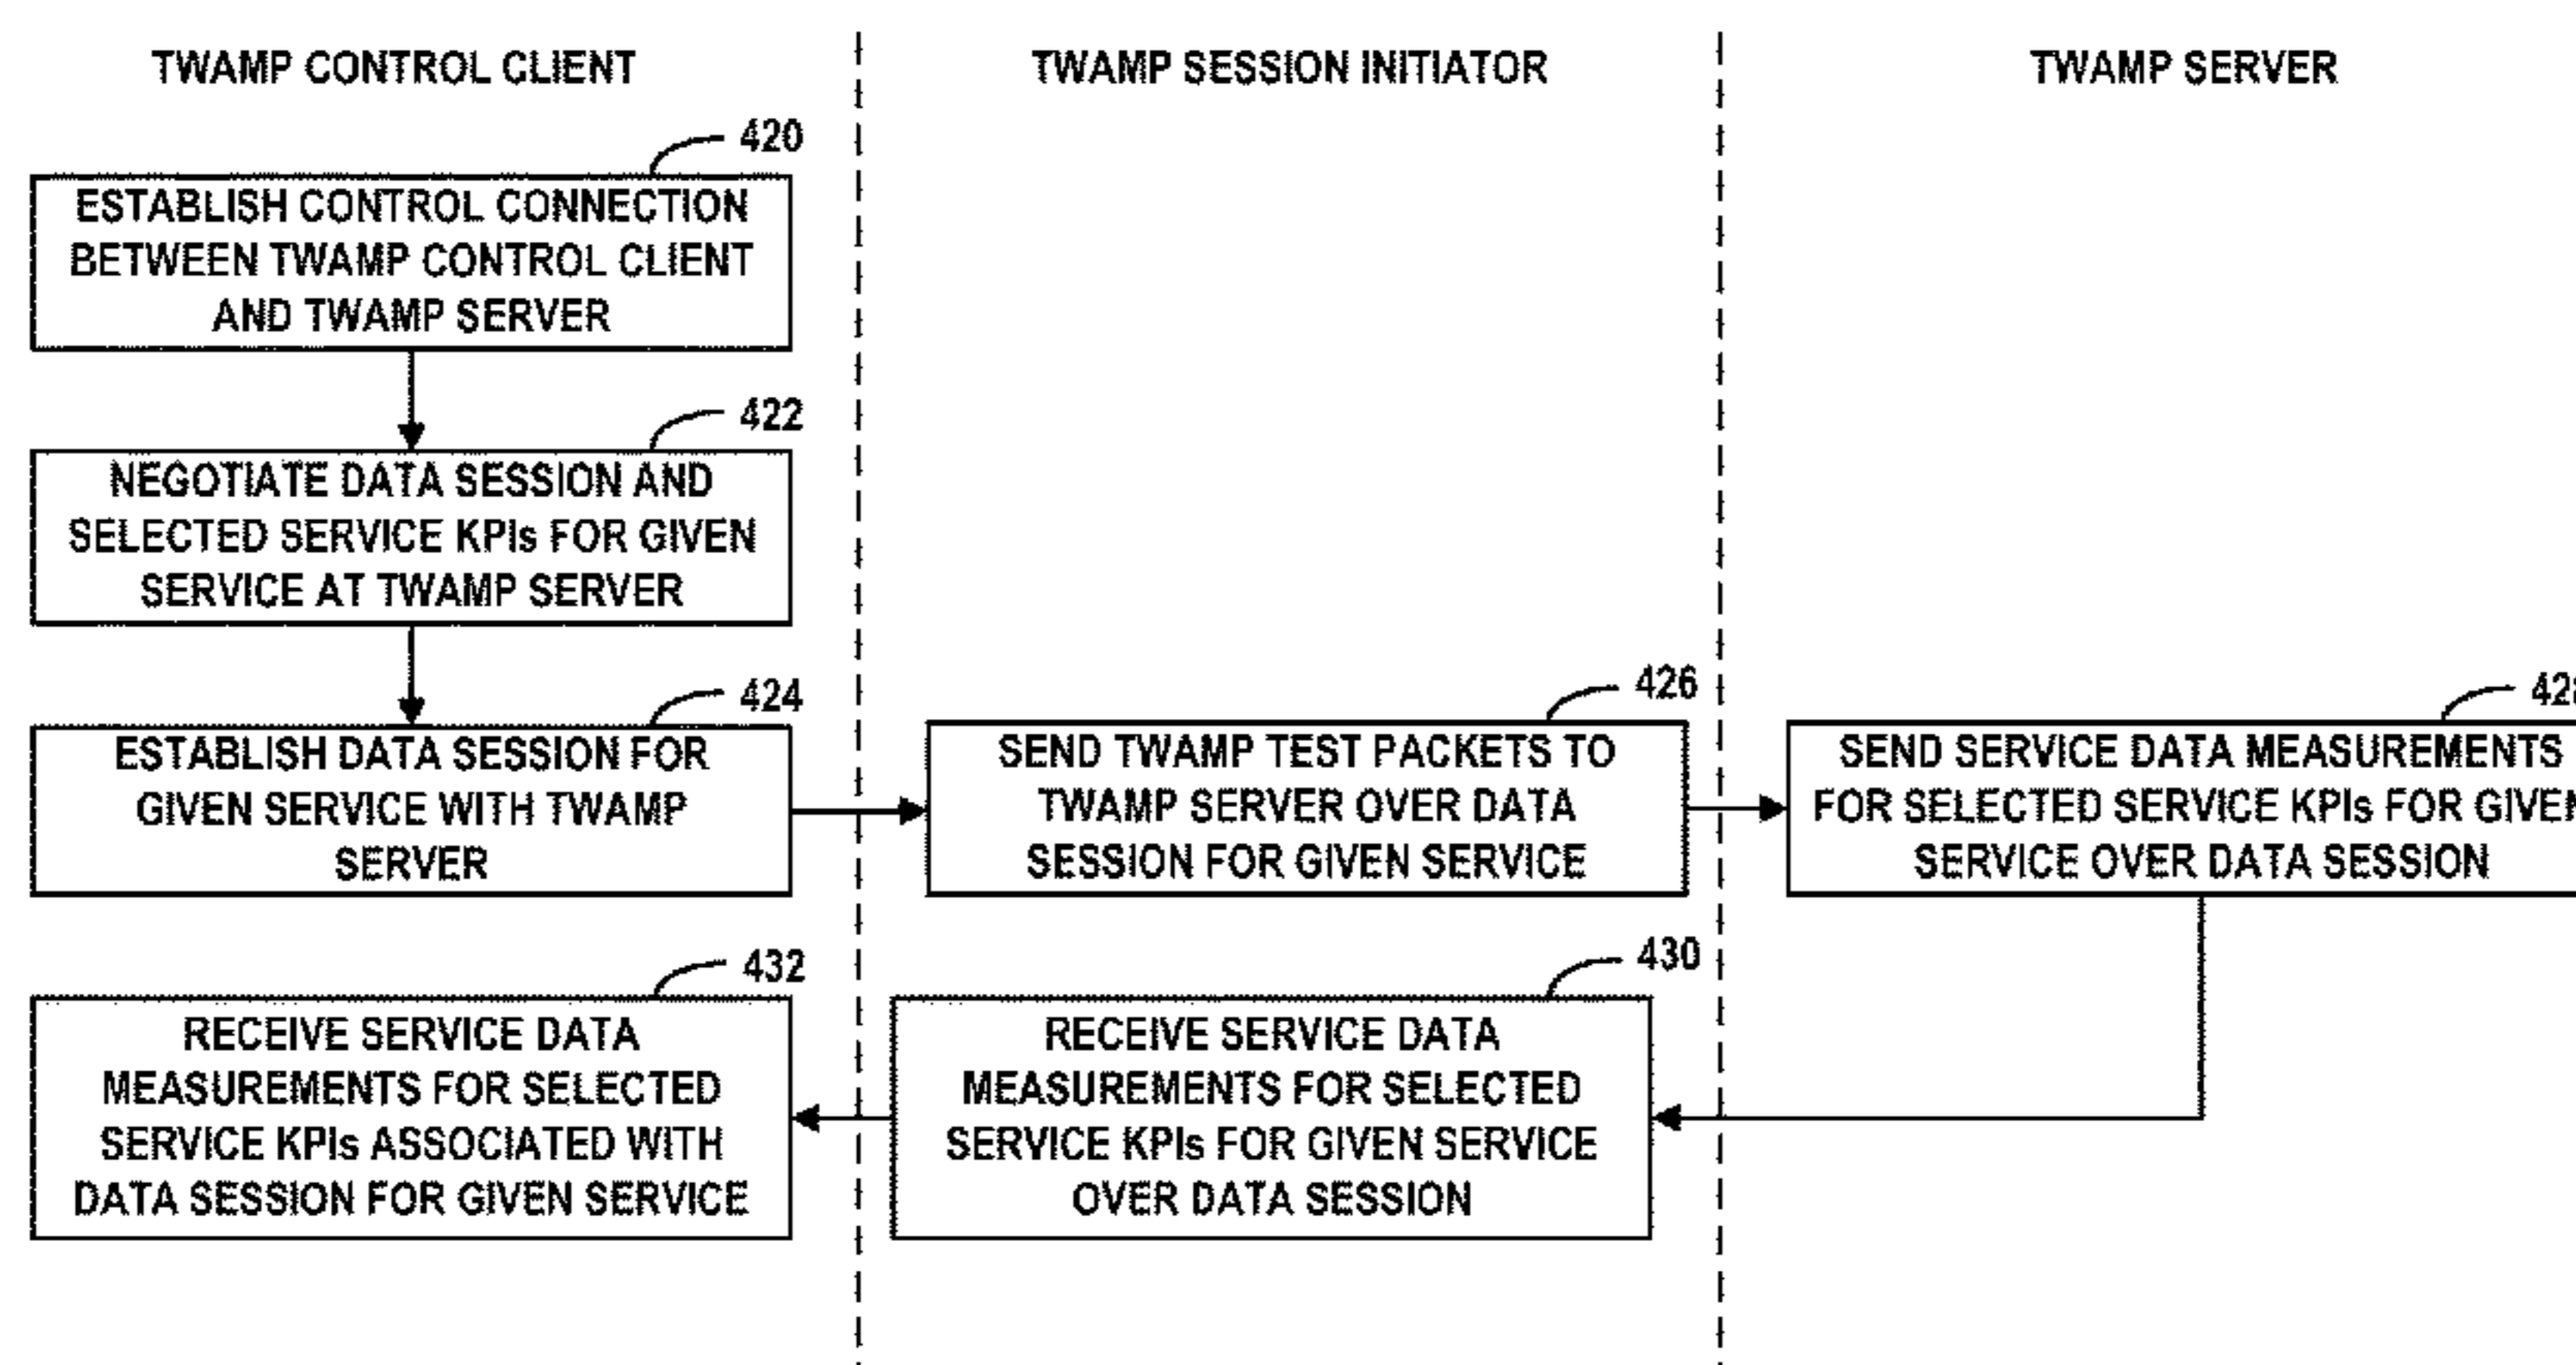 TWAMP CONTROL CLIENT
TWAMP SESSION INITIATOR
TWAMP SERVER
420
ESTABLISH CONTROL CONNECTION
BETWEEN TWAMP CONTROL CLIENT
AND TWAMP SERVER
422
NEGOTIATE DATA SESSION AND
SELECTED SERVICE KPIs FOR GIVEN
SERVICE AT TWAMP SERVER
424
ESTABLISH DATA SESSION FOR
GIVEN SERVICE WITH TWAMP
SERVER
426
SEND TWAMP TEST PACKETS TO
TWAMP SERVER OVER DATA
SESSION FOR GIVEN SERVICE
SEND SERVICE DATA MEASUREMENTS
FOR SELECTED SERVICE KPIs FOR GIVEN
SERVICE OVER DATA SESSION
430
RECEIVE SERVICE DATA
MEASUREMENTS FOR SELECTED
SERVICE KPIs FOR GIVEN SERVICE
OVER DATA SESSION
432
RECEIVE SERVICE DATA
MEASUREMENTS FOR SELECTED
SERVICE KPIs ASSOCIATED WITH
DATA SESSION FOR GIVEN SERVICE